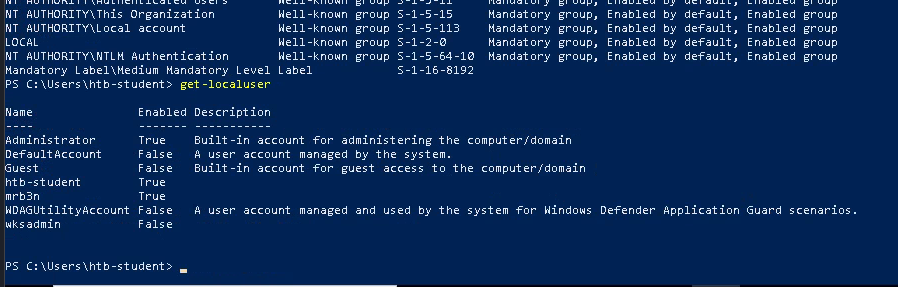 NT AUTHORITY\Authenticated Users Well-known group S-1-5-11 Mandatory group, Enabled by default, Enabled group
NT AUTHORITY\This Organization Well-known group S-1-5-15 Mandatory group, Enabled by default, Enabled group
NT AUTHORITY\Local account Well-known group S-1-5-113 Mandatory group, Enabled by default, Enabled group
LOCAL Well-known group S-1-2-0 Mandatory group, Enabled by default, Enabled group
NT AUTHORITY\NTLM Authentication Well-known group S-1-5-64-10 Mandatory group, Enabled by default, Enabled group
Mandatory Label\Medium Mandatory Level Label S-1-16-8192
PS C:\Users\htb-student> get-localuser
Name Enabled Description
---- ------- -----------
Administrator True Built-in account for administering the computer/domain
DefaultAccount False A user account managed by the system.
Guest False Built-in account for guest access to the computer/domain
htb-student True
mrb3n True
WDAGUtilityAccount False A user account managed and used by the system for Windows Defender Application Guard scenarios.
wksadmin False
PS C:\Users\htb-student>